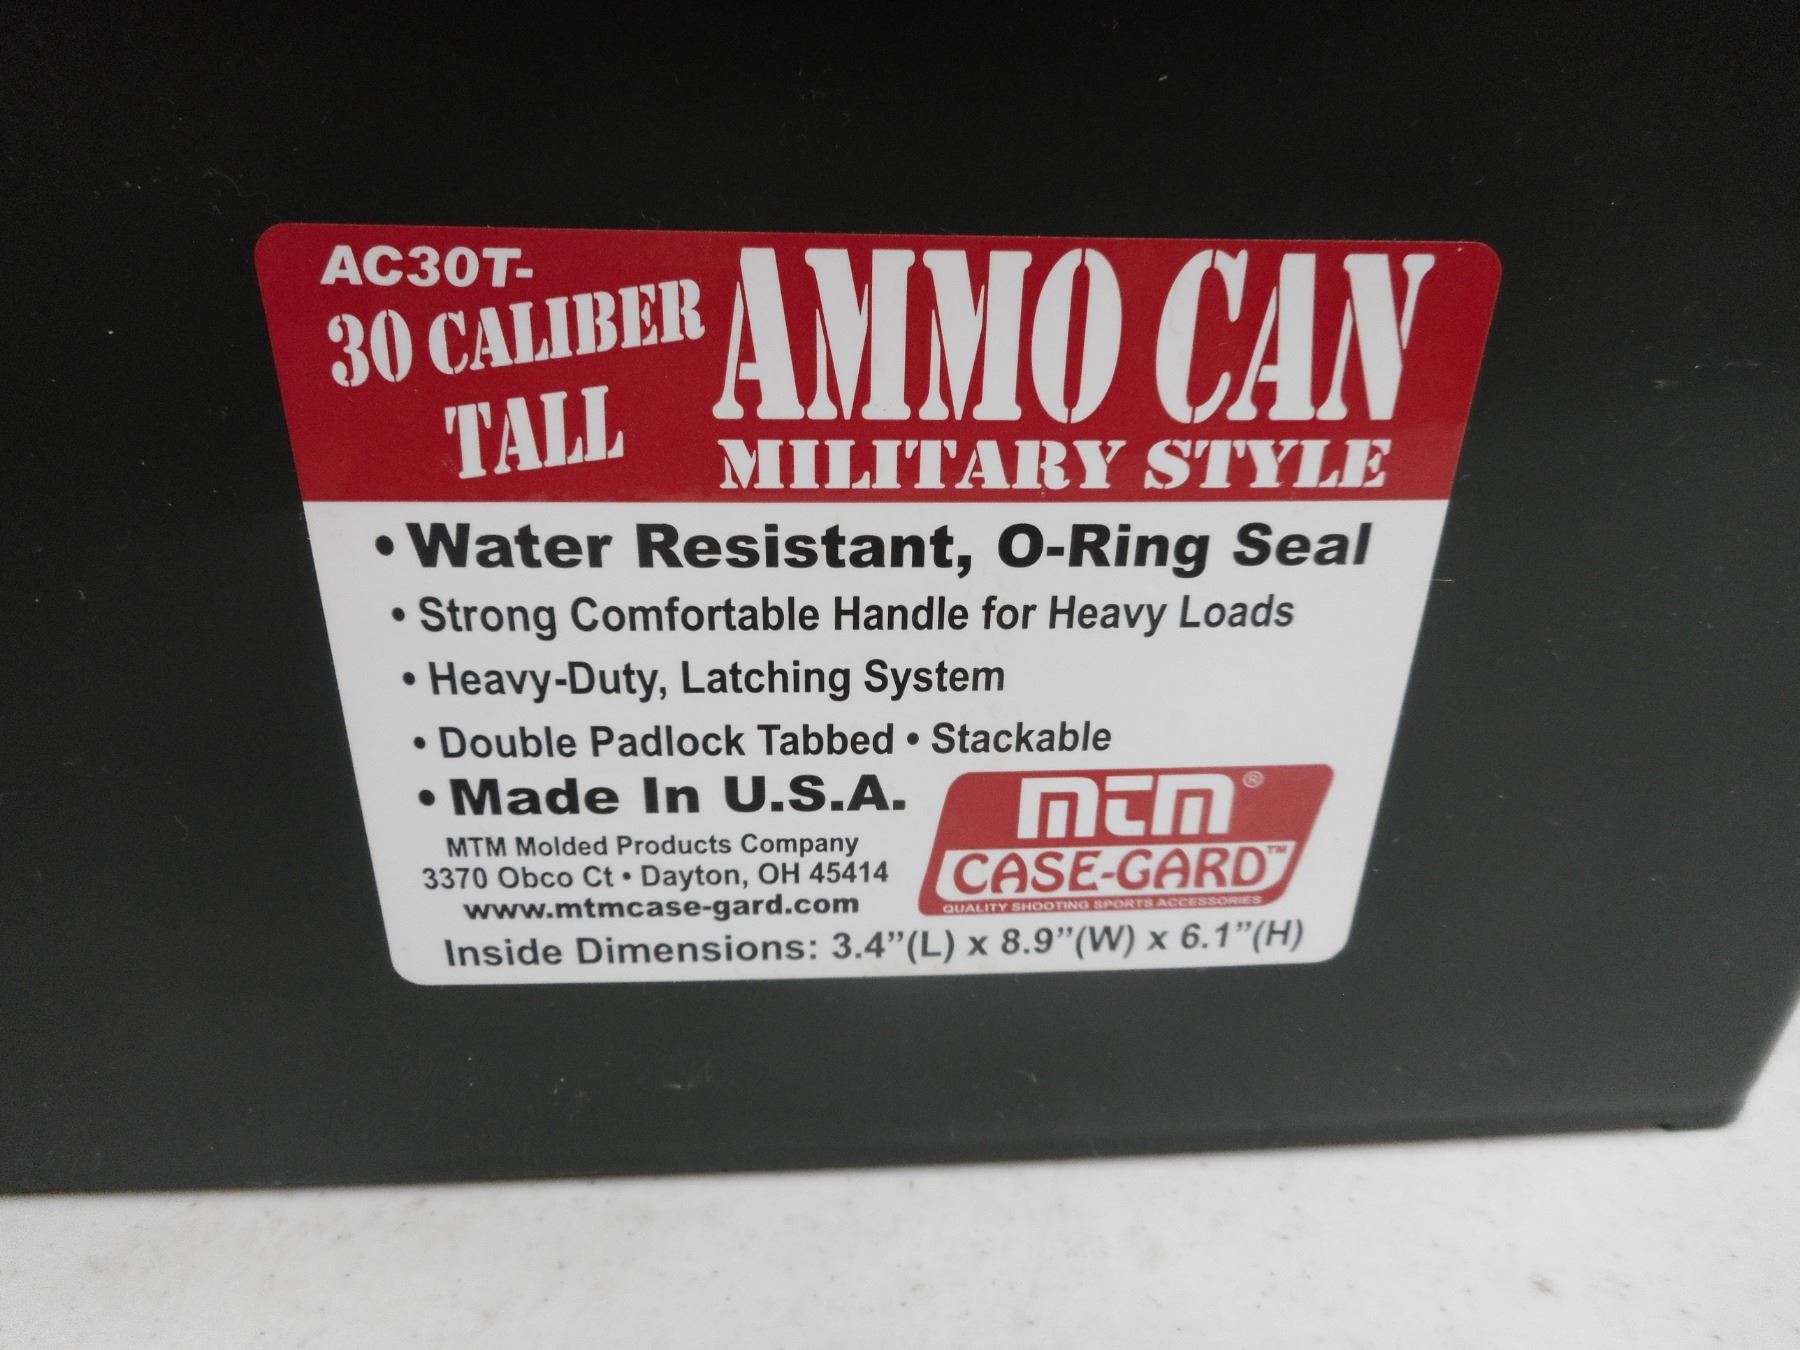 AC30T-
30 CALIBER
TALL
AMMO CAN
MILITARY STYLE
• Water Resistant, O-Ring Seal
• Strong Comfortable Handle for Heavy Loads
• Heavy-Duty, Latching System
• Double Padlock Tabbed • Stackable
• Made In U.S.A.
MTM Molded Products Company
3370 Obco Ct • Dayton, OH 45414
www.mtmcase-gard.com
mtm®
CASE-GARD™
QUALITY SHOOTING SPORTS ACCESSORIES
Inside Dimensions: 3.4”(L) x 8.9”(W) x 6.1”(H)